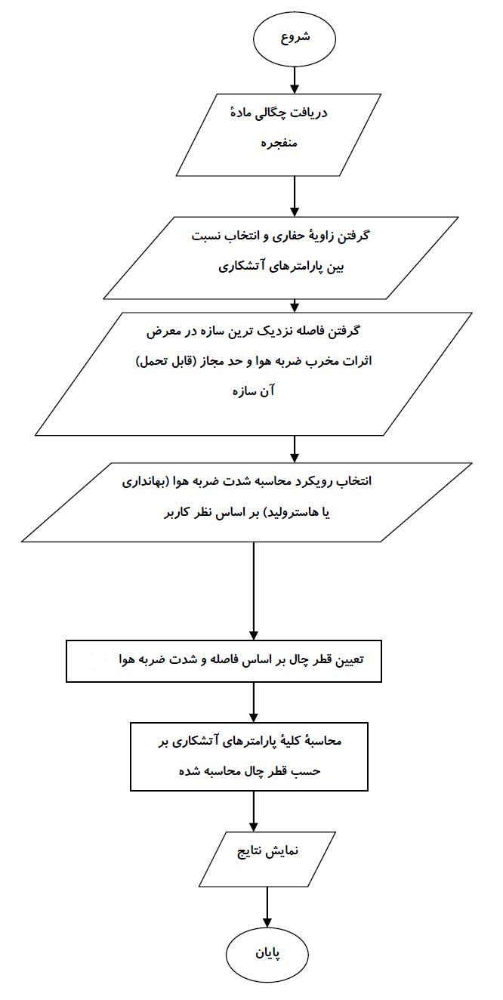 شروع
دریافت چگالی مادهٔ
منفجره
گرفتن زاویهٔ حفاری و انتخاب نسبت
بین پارامترهای آتشکاری
گرفتن فاصله نزدیک ترین سازه در معرض
اثرات مخرب ضربه هوا و حد مجاز (قابل تحمل)
آن سازه
انتخاب رویکرد محاسبه شدت ضربه هوا (بهانداری
یا هاسترولید) بر اساس نظر کاربر
تعیین قطر چال بر اساس فاصله و شدت ضربه هوا
محاسبهٔ کلیهٔ پارامترهای آتشکاری بر
حسب قطر چال محاسبه شده
نمایش نتایج
پایان